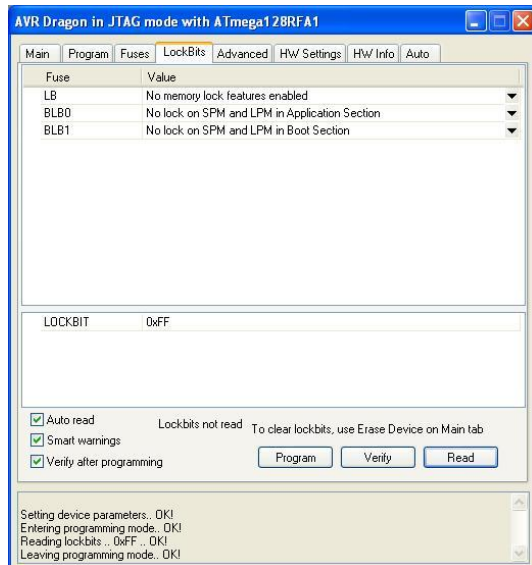 AVR Dragon in JTAG mode with ATmega128RFA1
Main Program Fuses LockBits Advanced HW Settings HW Info Auto
Fuse Value
LB No memory lock features enabled
BLB0 No lock on SPM and LPM in Application Section
BLB1 No lock on SPM and LPM in Boot Section
LOCKBIT 0xFF
Auto read
Lockbits not read To clear lockbits, use Erase Device on Main tab
Smart warnings
Verify after programming
Program Verify Read
Setting device parameters.. OK!
Entering programming mode.. OK!
Reading lockbits .. 0xFF .. OK!
Leaving programming mode.. OK!